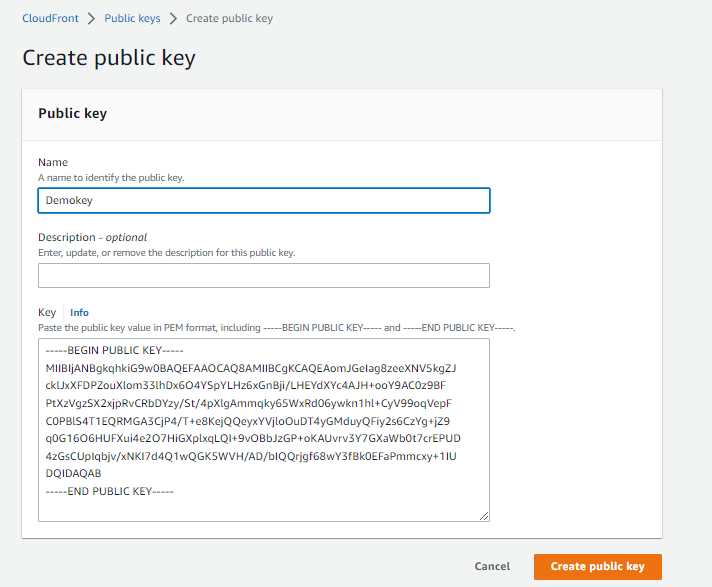 CloudFront > Public keys > Create public key
Create public key
Public key
Name
A name to identify the public key.
Demokey
Description - optional
Enter, update, or remove the description for this public key.
Key Info
Paste the public key value in PEM format, including -----BEGIN PUBLIC KEY----- and -----END PUBLIC KEY-----.
-----BEGIN PUBLIC KEY-----
MIIBIjANBgkqhkiG9w0BAQEFAAOCAQ8AMIIBCgKCAQEAomJGeIag8zeeXNV5kgZJ
cklJxXFDPZouXlom33lhDx6O4YSpYLHz6xGnBji/LHEYdXYc4AJH+ooY9AC0z9BF
PtXzVgzSX2xjpRvCRbDYzy/St/4pXlgAmmqky65WxRd06ywkn1hl+CyV99oqVepF
C0PBlS4T1EQRMGA3CjP4/T+e8KejQQeyxYVjloOuDT4yGMduyQFiy2s6CzYg+jZ9
q0G16O6HUFXui4e2O7HiGXplxqLQI+9vOBbJzGP+oKAUvrv3Y7GXaWb0t7crEPUD
4zGsCUpIqbjv/xNKI7d4Q1wQGK5WVH/AD/bIQQrjgf68wY3fBk0EFaPmmcxy+1IU
DQIDAQAB
-----END PUBLIC KEY-----
Cancel Create public key